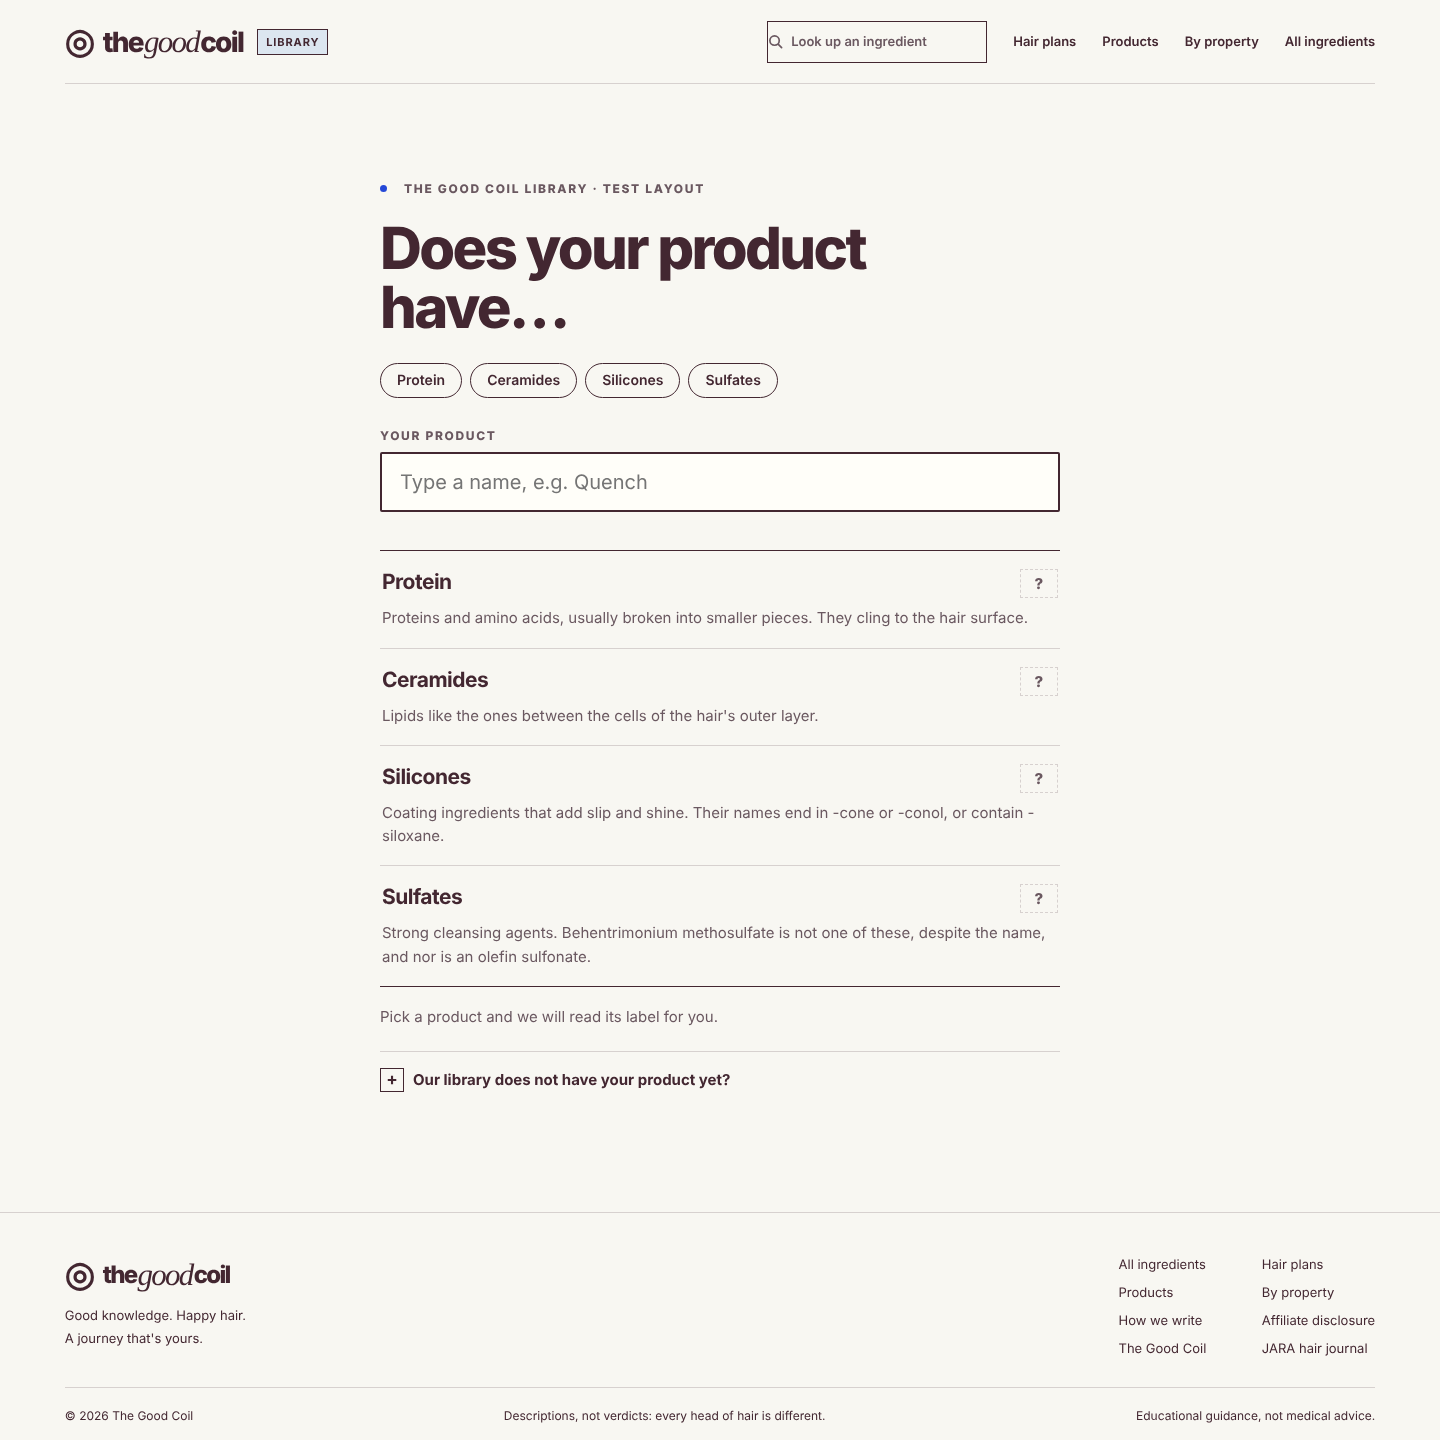 thegoodcoil LIBRARY
Look up an ingredient
Hair plans Products By property All ingredients
THE GOOD COIL LIBRARY · TEST LAYOUT
Does your product
have…
Protein Ceramides Silicones Sulfates
YOUR PRODUCT
Type a name, e.g. Quench
Protein ?
Proteins and amino acids, usually broken into smaller pieces. They cling to the hair surface.
Ceramides ?
Lipids like the ones between the cells of the hair's outer layer.
Silicones ?
Coating ingredients that add slip and shine. Their names end in -cone or -conol, or contain -
siloxane.
Sulfates ?
Strong cleansing agents. Behentrimonium methosulfate is not one of these, despite the name,
and nor is an olefin sulfonate.
Pick a product and we will read its label for you.
+ Our library does not have your product yet?
thegoodcoil
Good knowledge. Happy hair.
A journey that's yours.
All ingredients Hair plans
Products By property
How we write Affiliate disclosure
The Good Coil JARA hair journal
© 2026 The Good Coil
Descriptions, not verdicts: every head of hair is different.
Educational guidance, not medical advice.